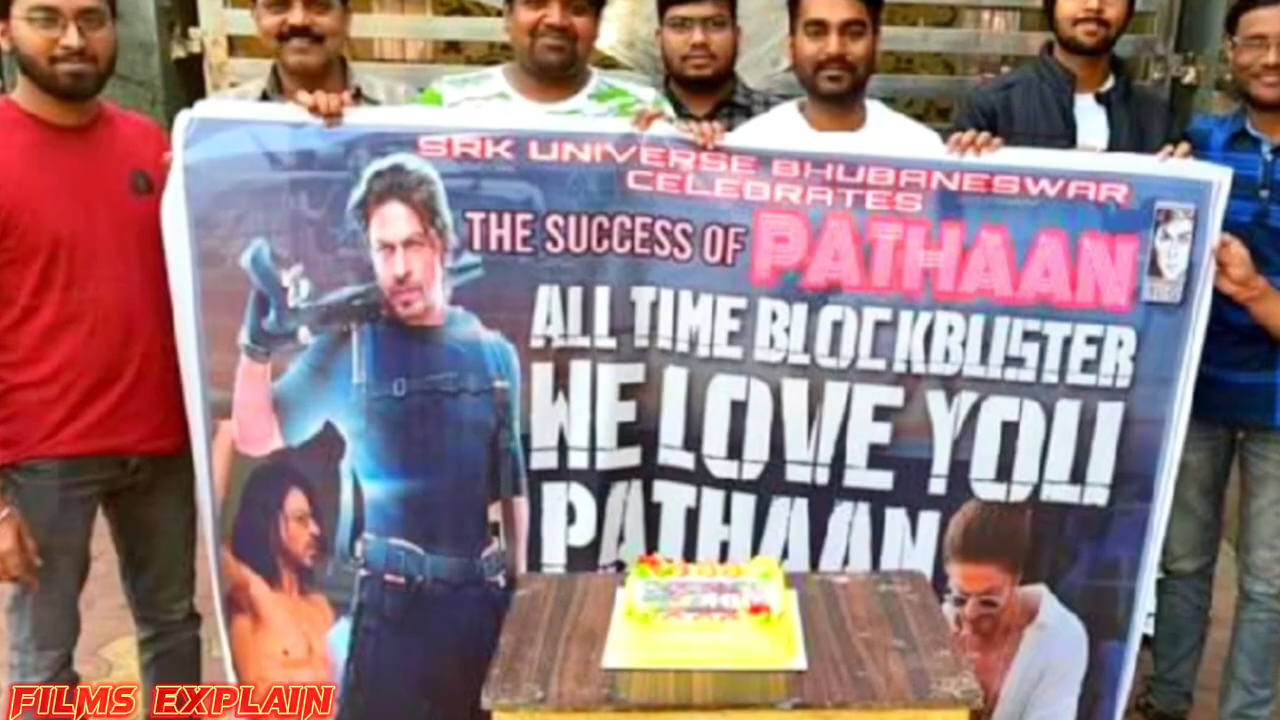 SRK UNIVERSE BHUBANESWAR
CELEBRATES
THE SUCCESS OF PATHAAN
ALL TIME BLOCKBUSTER
WE LOVE YOU
PATHAAN
FILMS EXPLAIN